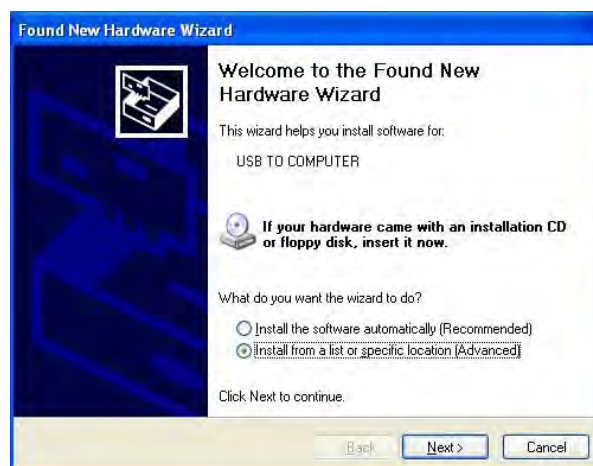 Found New Hardware Wizard
Welcome to the Found New
Hardware Wizard
This wizard helps you install software for:
USB TO COMPUTER
If your hardware came with an installation CD
or floppy disk, insert it now.
What do you want the wizard to do?
Install the software automatically (Recommended)
Install from a list or specific location (Advanced)
Click Next to continue.
Back Next > Cancel